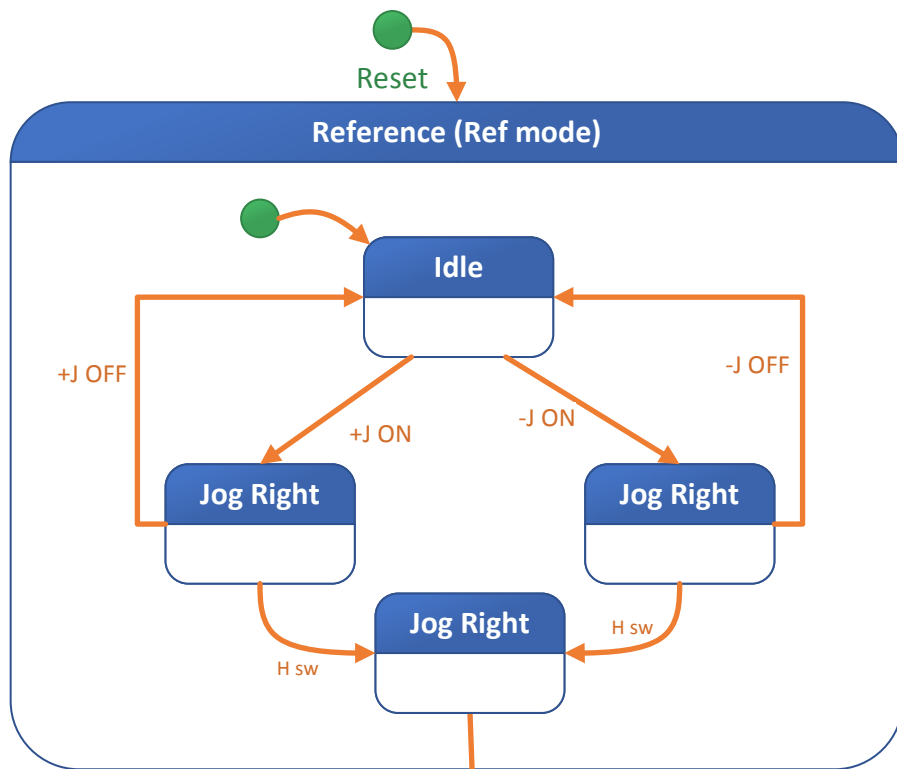 Reset
Reference (Ref mode)
Idle
+J OFF
-J OFF
+J ON
-J ON
Jog Right
Jog Right
Jog Right
H sw
H sw